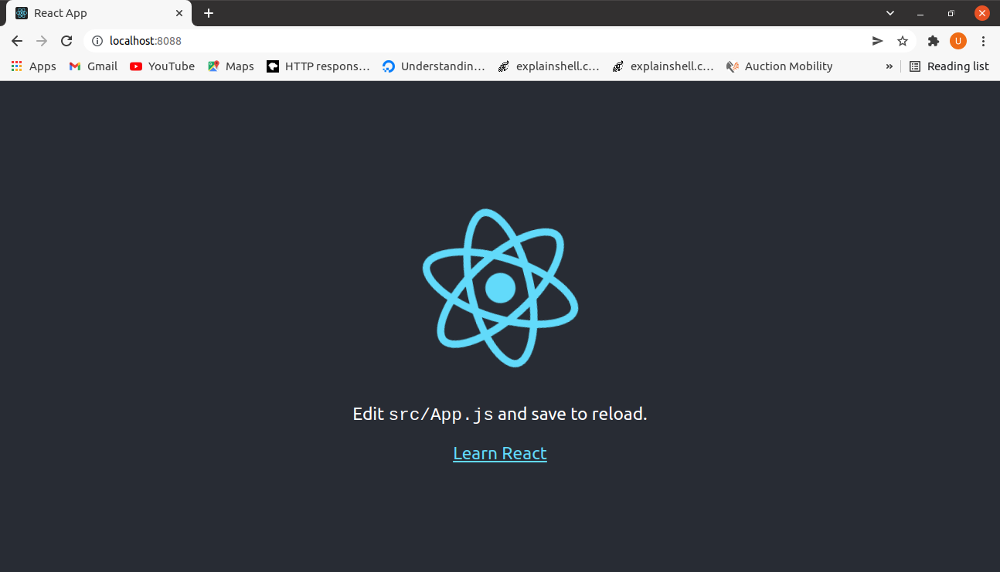 React App
localhost:8088
Apps Gmail YouTube Maps HTTP respons… Understandin… explainshell.c… explainshell.c… Auction Mobility » Reading list
U
Edit src/App.js and save to reload.
Learn React